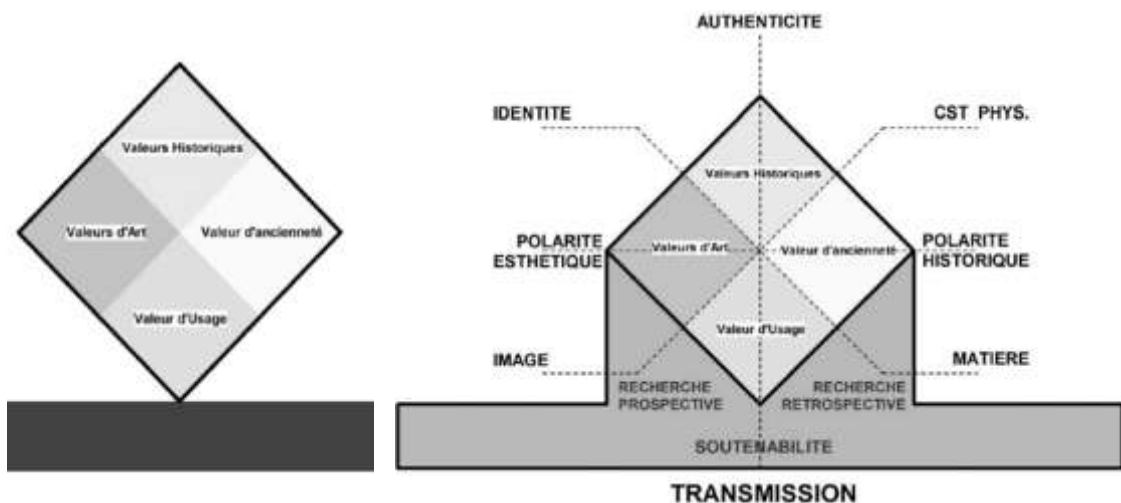 Valeurs Historiques
Valeurs d'Art
Valeur d'ancienneté
Valeur d'Usage
AUTHENTICITE
IDENTITE
CST PHYS.
Valeurs Historiques
POLARITE
ESTHETIQUE
Valeurs d'Art
Valeur d'ancienneté
POLARITE
HISTORIQUE
Valeur d'Usage
IMAGE
MATIERE
RECHERCHE
PROSPECTIVE
RECHERCHE
RETROSPECTIVE
SOUTENABILITE
TRANSMISSION